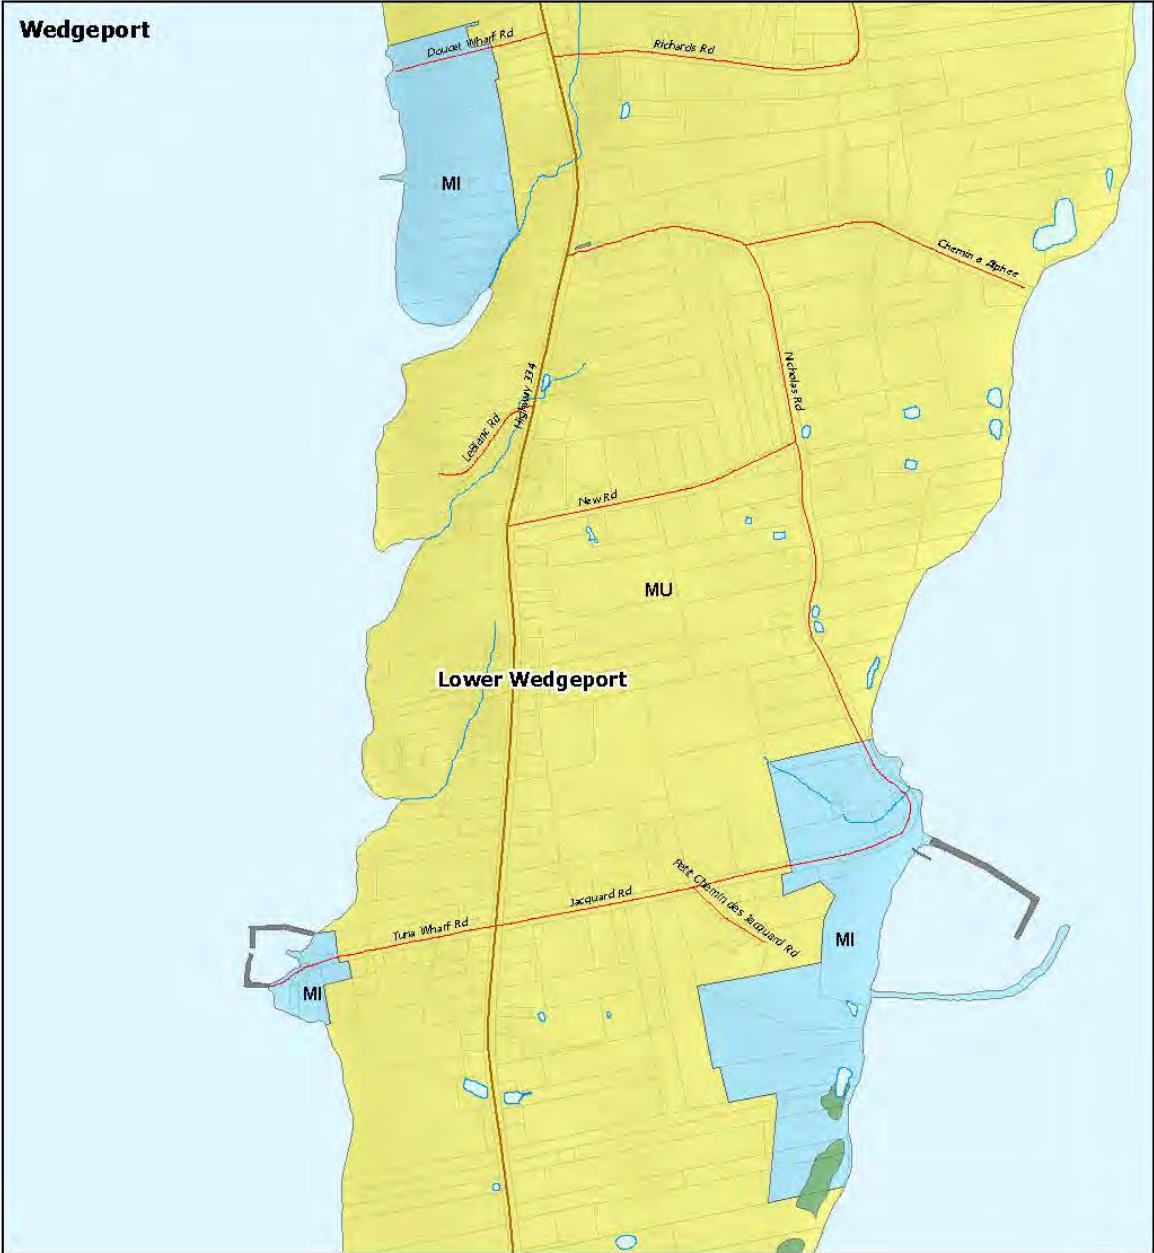 Wedgeport
Doucet Wharf Rd
Richards Rd
MI
Chemin a Alphee
Highway 334
Nicholas Rd
LeBlanc Rd
New Rd
MU
Lower Wedgeport
Petit Chemin des Jacquard Rd
Jacquard Rd
Tuna Wharf Rd
MI
MI